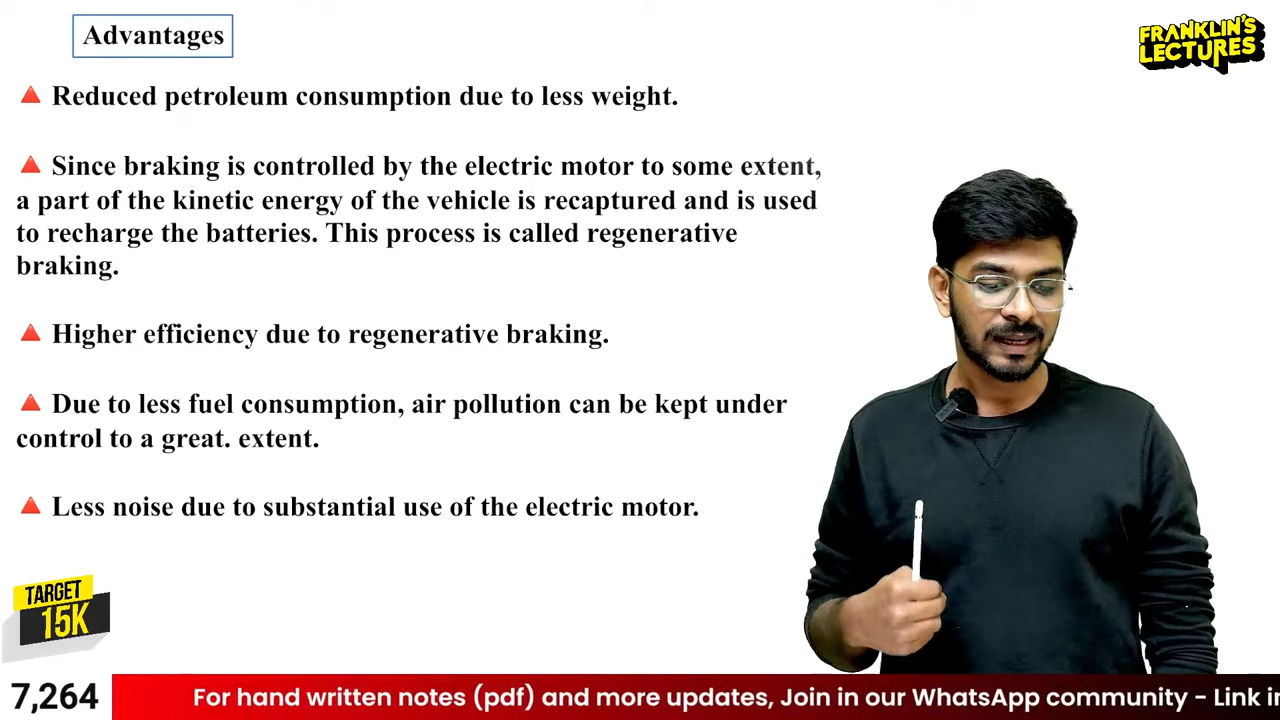 Advantages
FRANKLIN'S
LECTURES
🔺 Reduced petroleum consumption due to less weight.
🔺 Since braking is controlled by the electric motor to some extent,
a part of the kinetic energy of the vehicle is recaptured and is used
to recharge the batteries. This process is called regenerative
braking.
🔺 Higher efficiency due to regenerative braking.
🔺 Due to less fuel consumption, air pollution can be kept under
control to a great. extent.
🔺 Less noise due to substantial use of the electric motor.
TARGET
15K
7,264 For hand written notes (pdf) and more updates, Join in our WhatsApp community - Link i